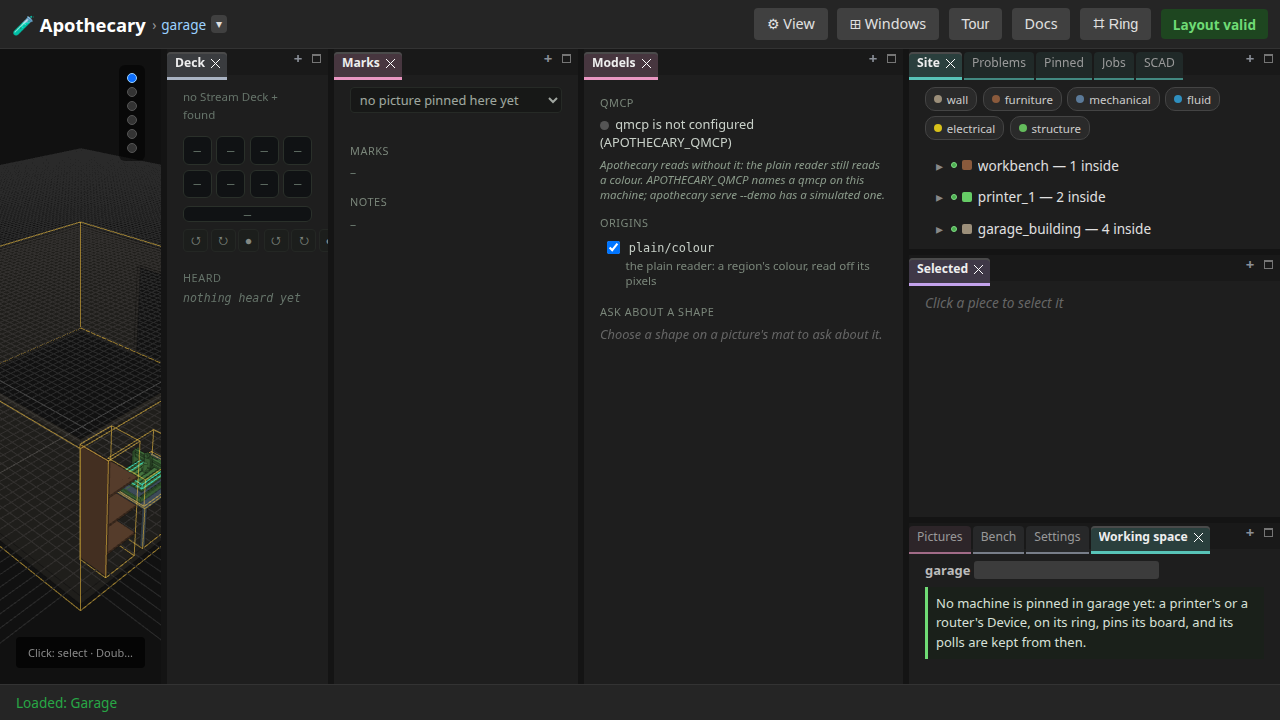 🧪 Apothecary › garage ▾
⚙ View
⊞ Windows
Tour
Docs
⌗ Ring
Layout valid
Deck
no Stream Deck +
found
– – – –
– – – –
–
↺ ↻ ● ↺ ↻
HEARD
nothing heard yet
Click: select · Doub...
Marks
no picture pinned here yet
MARKS
–
NOTES
–
Models
QMCP
qmcp is not configured
(APOTHECARY_QMCP)
Apothecary reads without it: the plain reader still reads
a colour. APOTHECARY_QMCP names a qmcp on this
machine; apothecary serve --demo has a simulated one.
ORIGINS
plain/colour
the plain reader: a region's colour, read off its
pixels
ASK ABOUT A SHAPE
Choose a shape on a picture's mat to ask about it.
Site Problems Pinned Jobs SCAD
wall furniture mechanical fluid
electrical structure
▸ workbench — 1 inside
▸ printer_1 — 2 inside
▸ garage_building — 4 inside
Selected
Click a piece to select it
Pictures Bench Settings Working space
garage
No machine is pinned in garage yet: a printer's or a
router's Device, on its ring, pins its board, and its
polls are kept from then.
Loaded: Garage